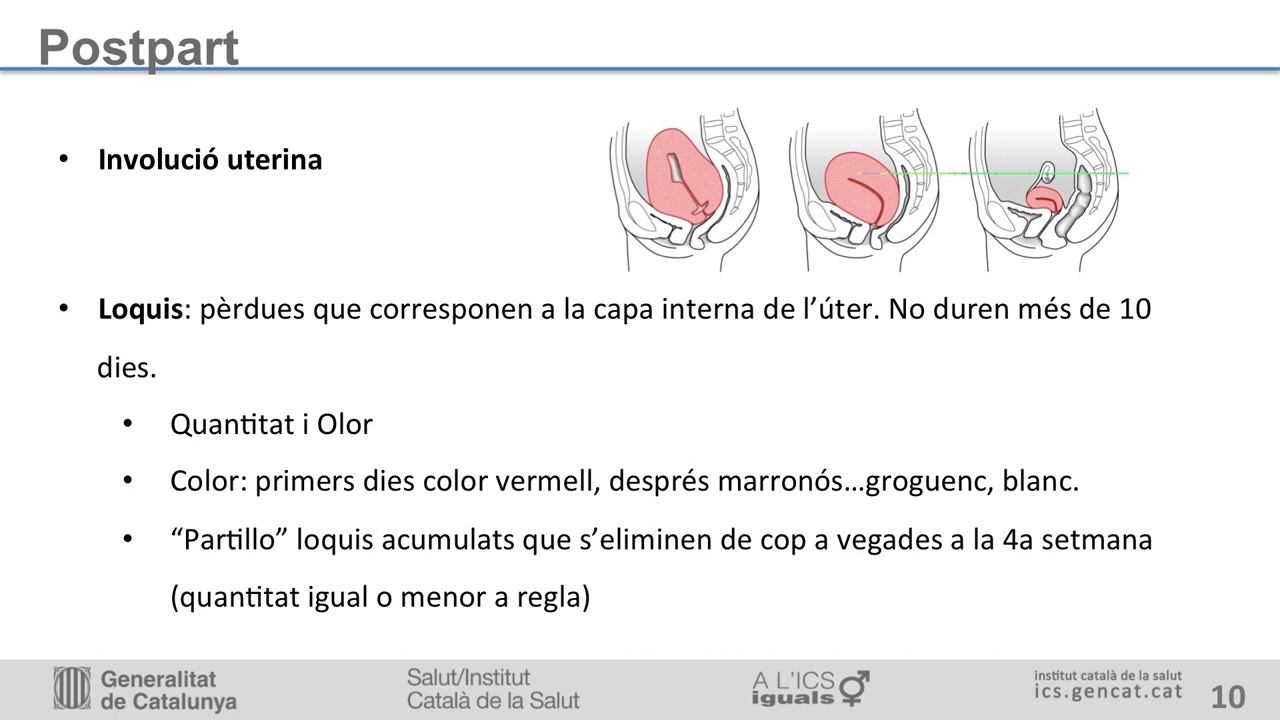 Postpart
• Involució uterina
• Loquis: pèrdues que corresponen a la capa interna de l’úter. No duren més de 10
dies.
• Quantitat i Olor
• Color: primers dies color vermell, després marronós…groguenc, blanc.
• “Partillo” loquis acumulats que s’eliminen de cop a vegades a la 4a setmana
(quantitat igual o menor a regla)
Generalitat
de Catalunya
Salut/Institut
Català de la Salut
A L'ICS
iguals
institut català de la salut
ics.gencat.cat
10